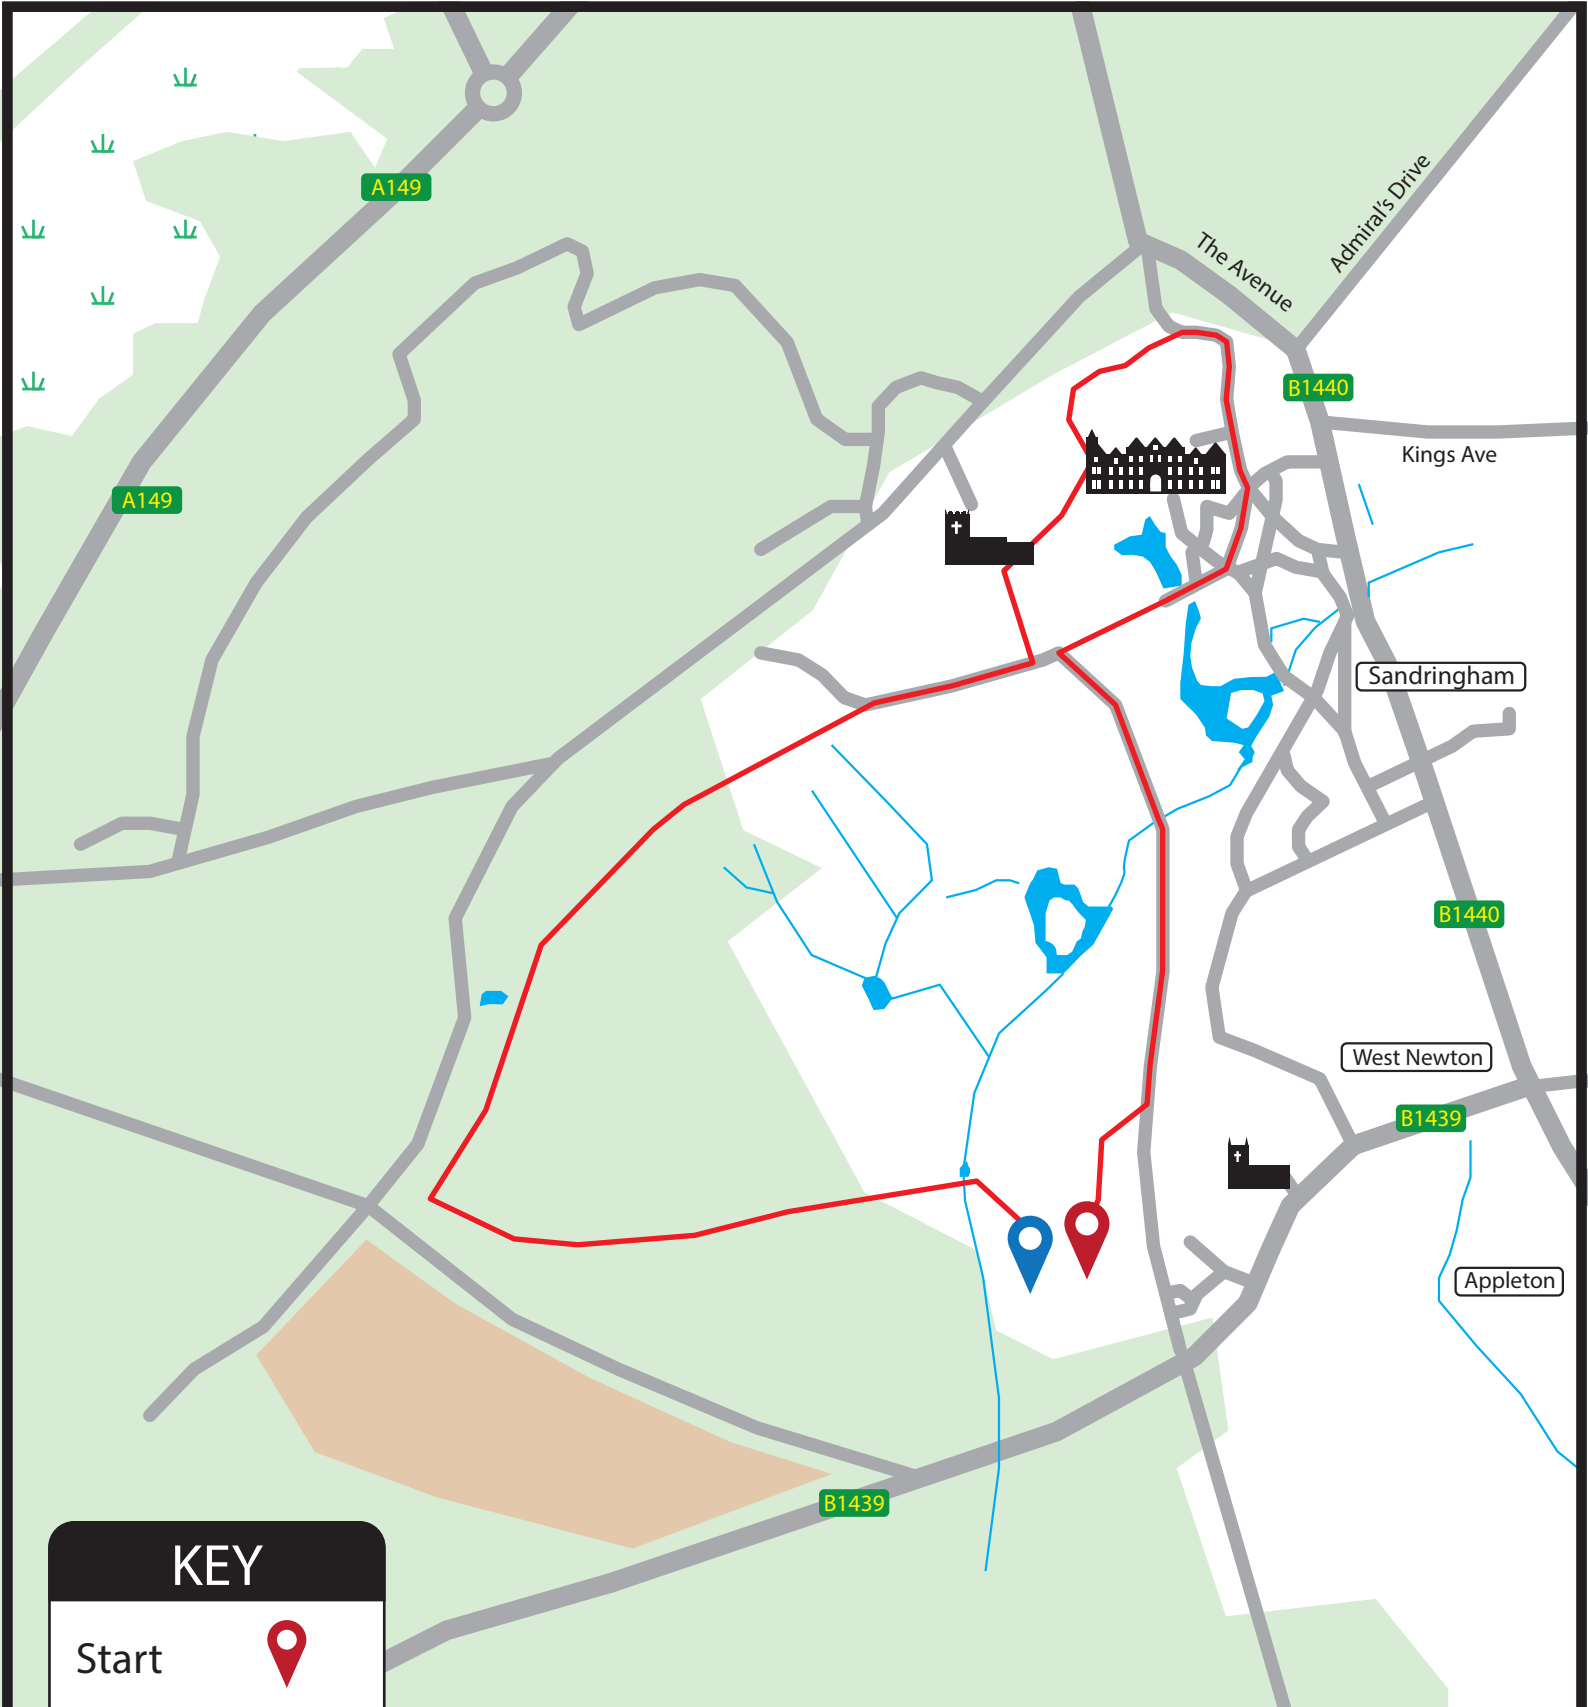 A149
The Avenue
Admiral's Drive
B1440
Kings Ave
A149
Sandringham
B1440
West Newton
B1439
Appleton
B1439
KEY
Start